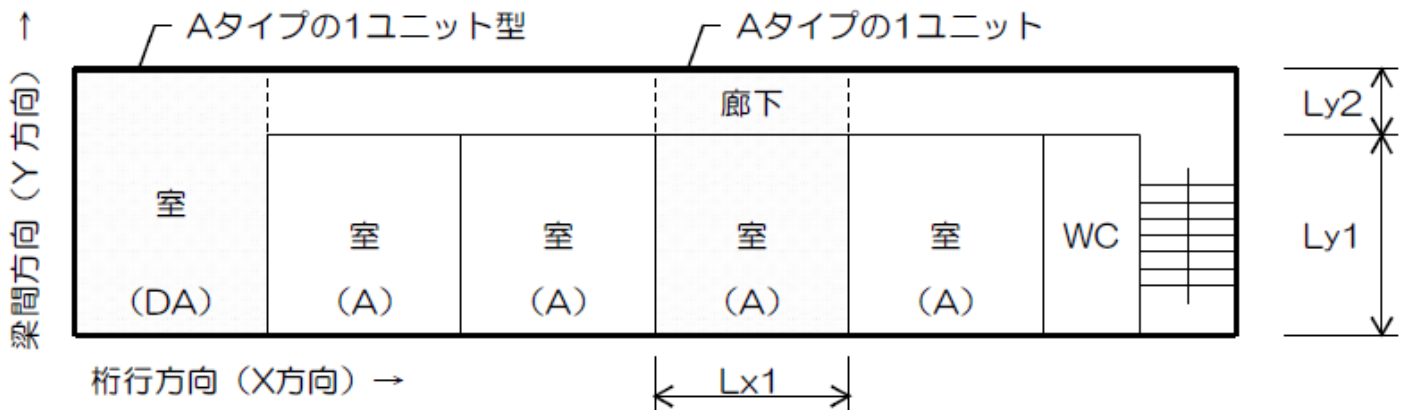 Aタイプの1ユニット型
Aタイプの1ユニット
梁間方向（Y方向）→
廊下
Ly2
室
（DA）
室
（A）
室
（A）
室
（A）
室
（A）
WC
Ly1
桁行方向（X方向）→
Lx1